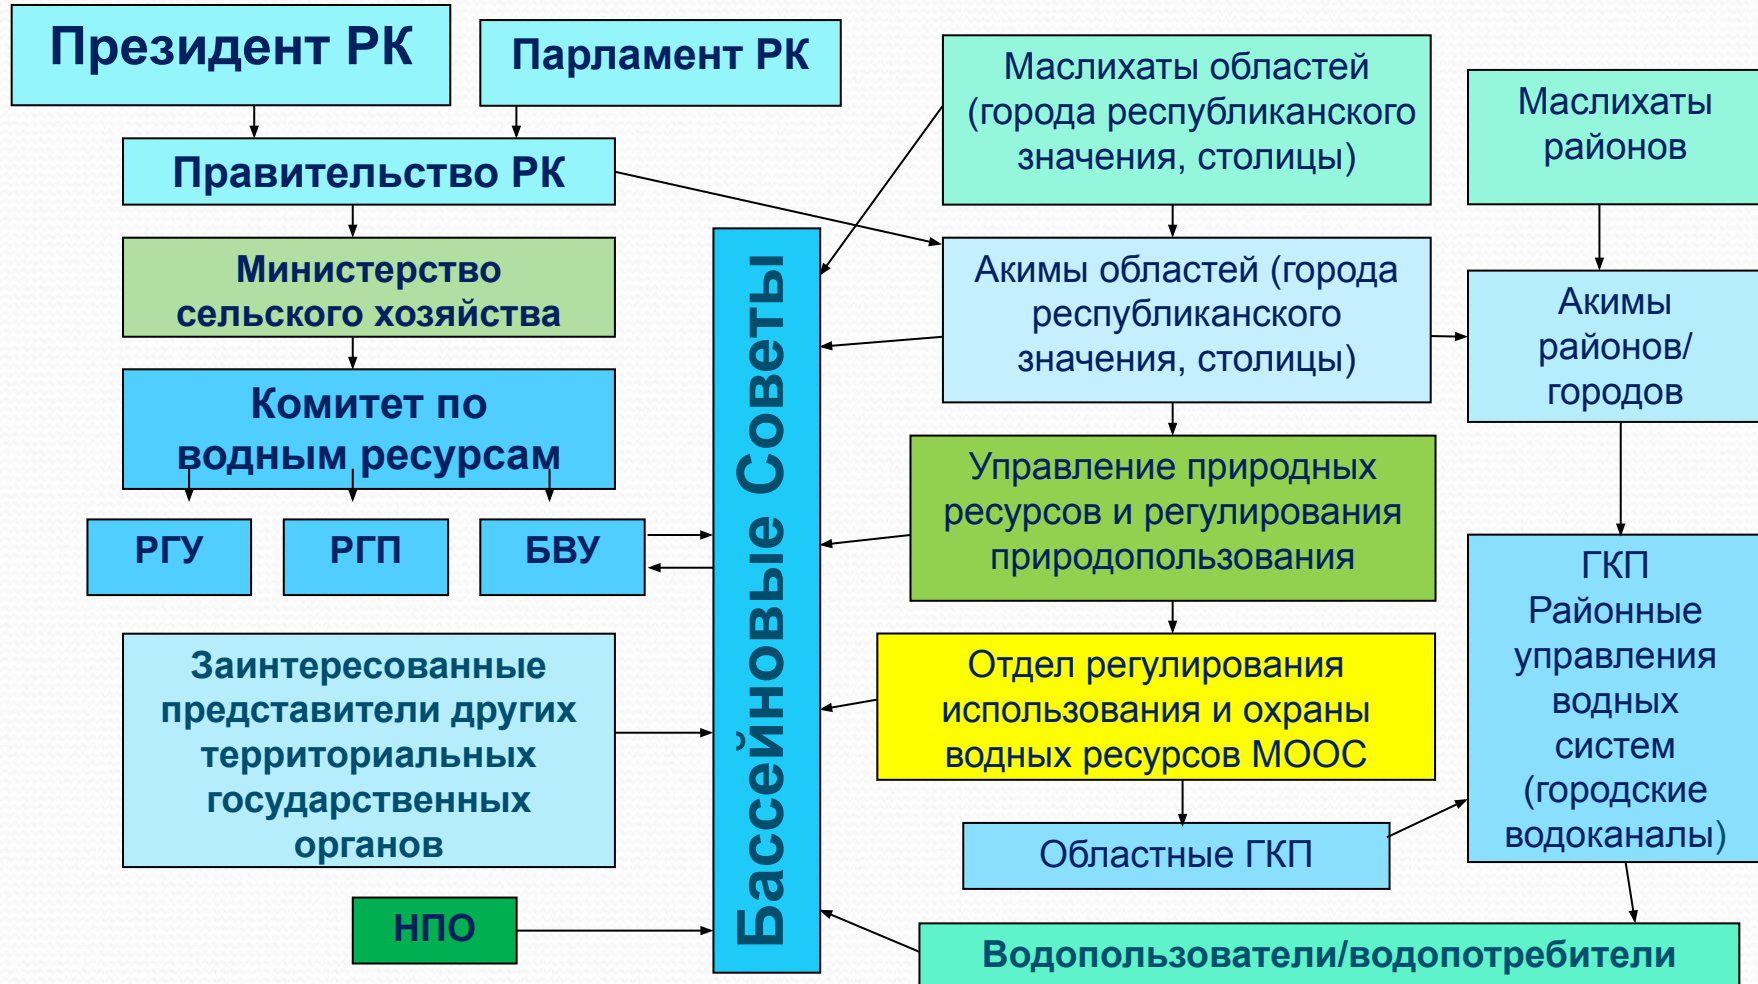 Президент РК
Парламент РК
Маслихаты областей
(города республиканского
значения, столицы)
Маслихаты
районов
Правительство РК
Министерство
сельского хозяйства
Акимы областей (города
республиканского
значения, столицы)
Акимы
районов/
городов
Комитет по
водным ресурсам
Бассейновые Советы
Управление природных
ресурсов и регулирования
природопользования
РГУ
РГП
БВУ
ГКП
Районные
управления
водных
систем
(городские
водоканалы)
Заинтересованные
представители других
территориальных
государственных
органов
Отдел регулирования
использования и охраны
водных ресурсов МООС
Областные ГКП
НПО
Водопользователи/водопотребители